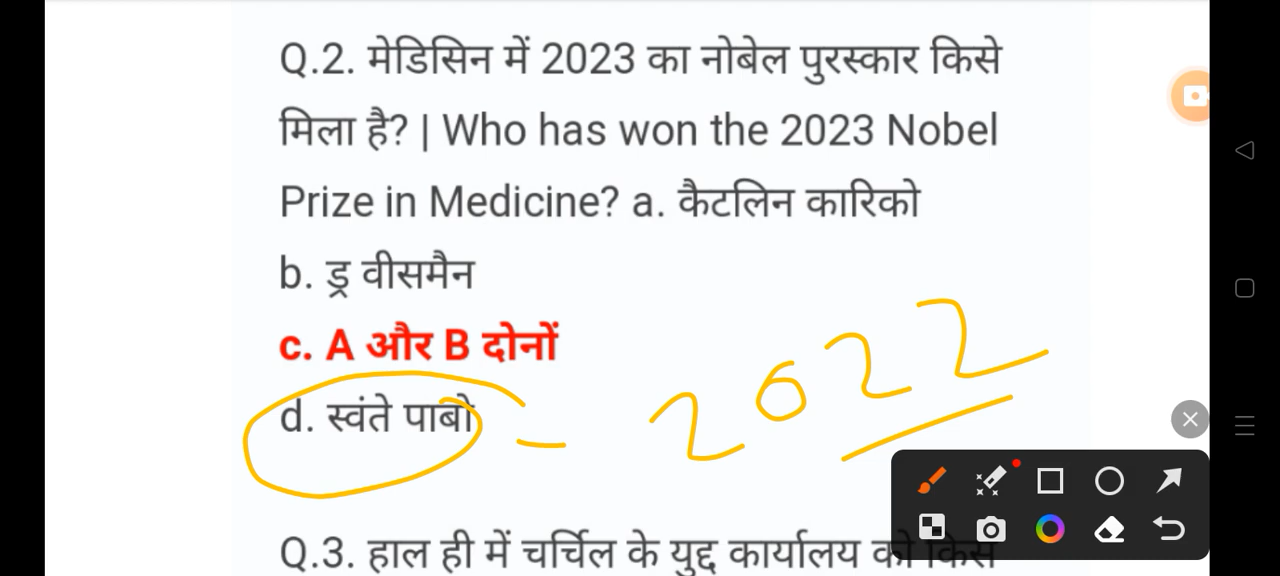 Q.2. मेडिसिन में 2023 का नोबेल पुरस्कार किसे
मिला है? | Who has won the 2023 Nobel
Prize in Medicine? a. कैटलिन कारिको
b. ड्र वीसमैन
c. A और B दोनों
d. स्वंते पाबो - 2022
Q.3. हाल ही में चर्चिल के युद्द कार्यालय को किस